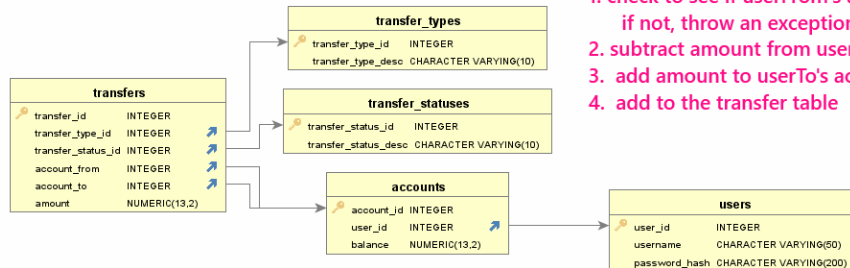 if not, throw an exception
2. subtract amount from
3. add amount to userTo's
4. add to the transfer table
transfer_types
transfer_type_id INTEGER
transfer_type_desc CHARACTER VARYING(10)
transfers
transfer_id INTEGER
transfer_type_id INTEGER
transfer_status_id INTEGER
account_from INTEGER
account_to INTEGER
amount NUMERIC(13,2)
transfer_statuses
transfer_status_id INTEGER
transfer_status_desc CHARACTER VARYING(10)
accounts
account_id INTEGER
user_id INTEGER
balance NUMERIC(13,2)
users
user_id INTEGER
username CHARACTER VARYING(50)
password_hash CHARACTER VARYING(200)